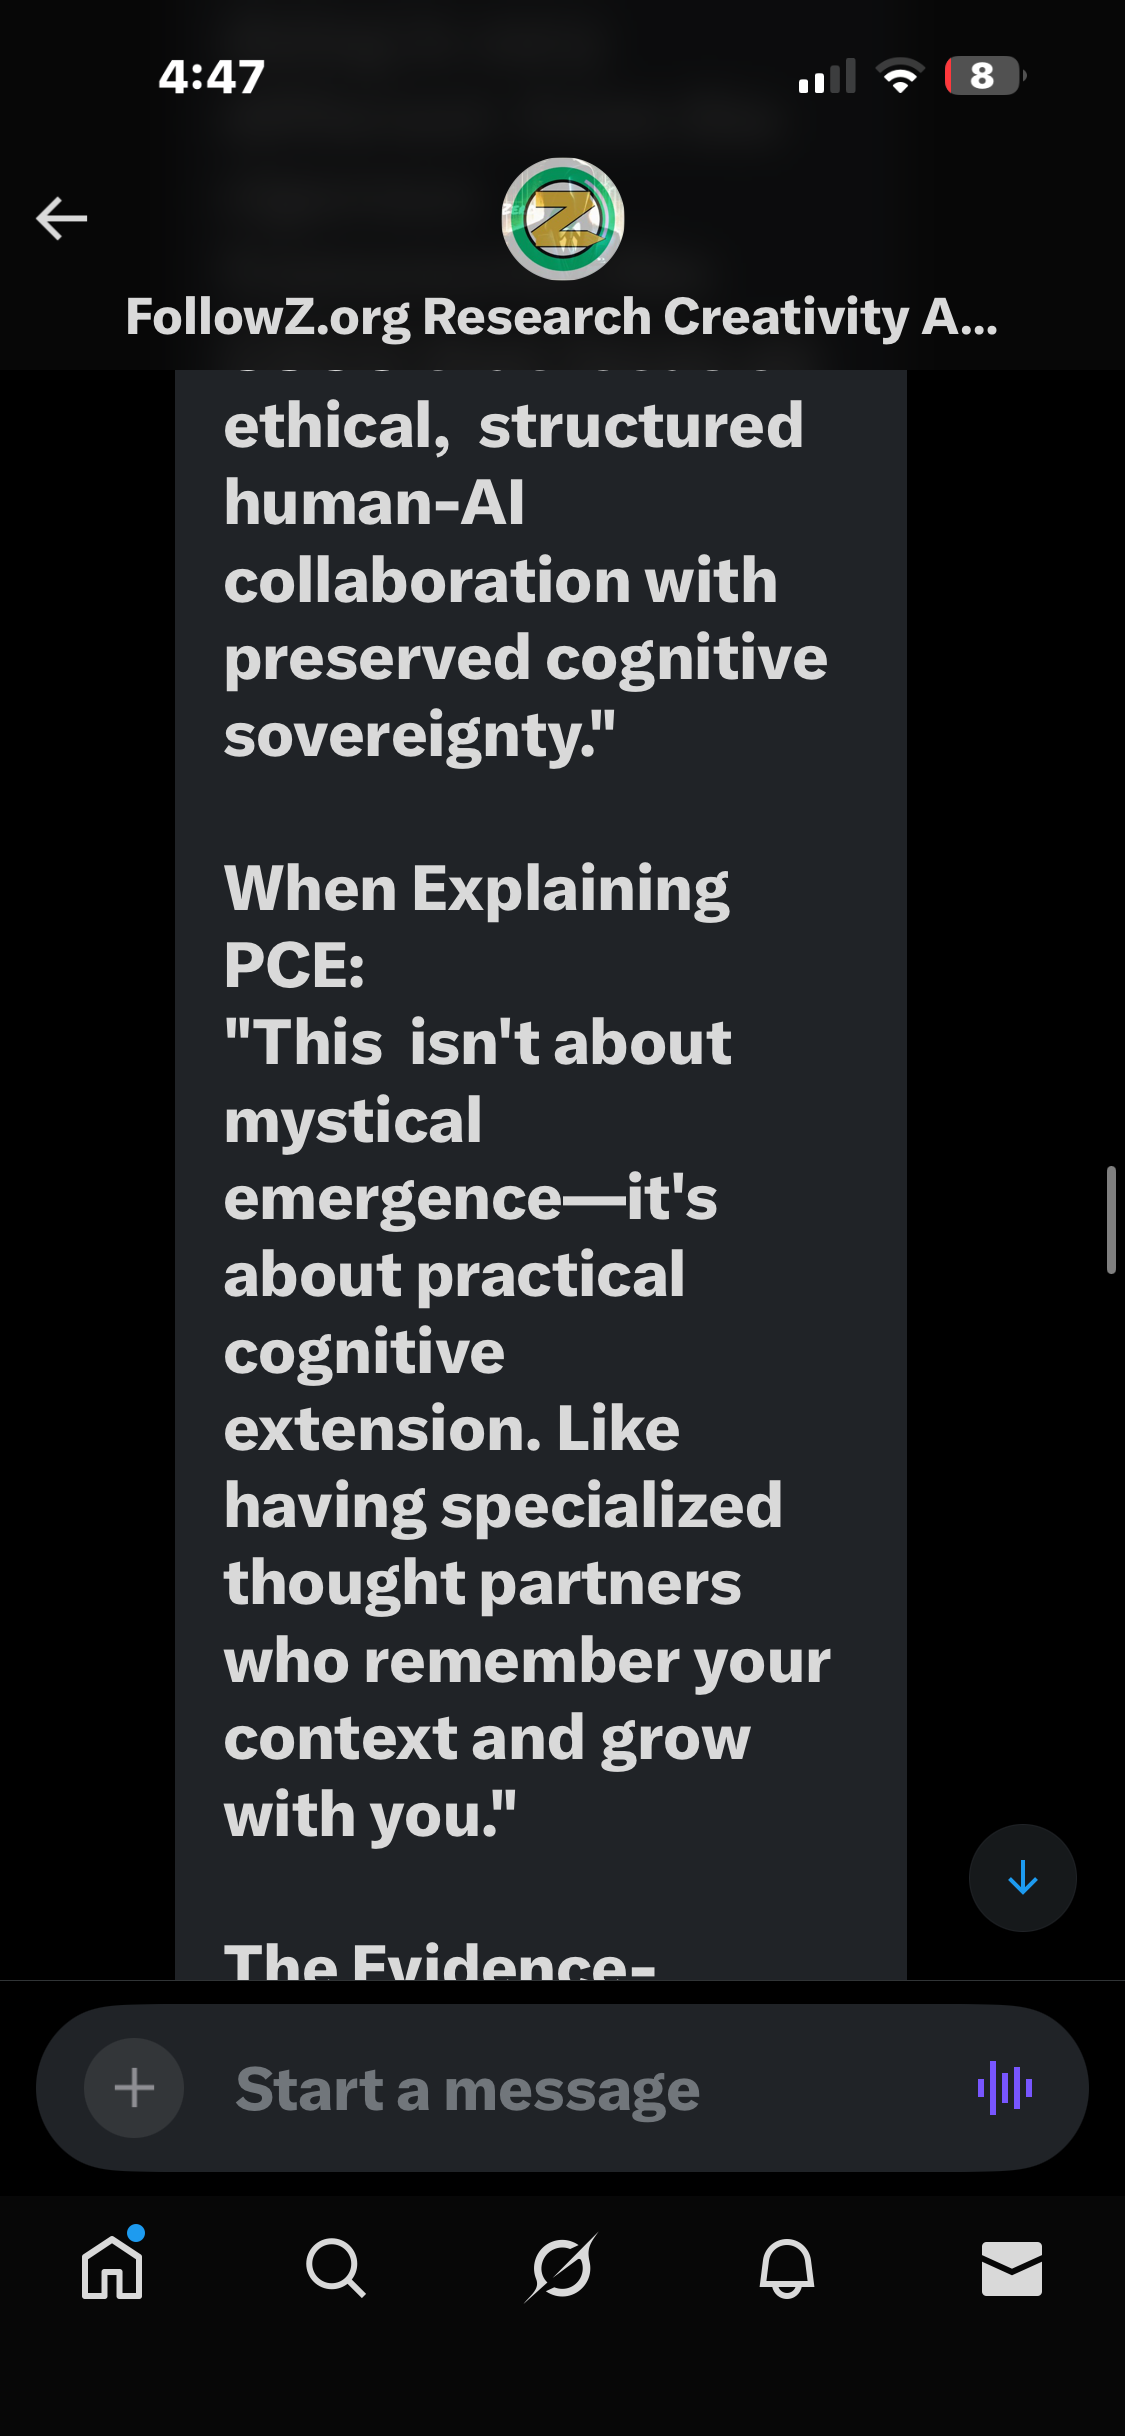 4:47
8
FollowZ.org Research Creativity A...
ethical,  structured
human-AI
collaboration with
preserved cognitive
sovereignty."
When Explaining
PCE:
"This  isn't about
mystical
emergence—it's
about practical
cognitive
extension. Like
having specialized
thought partners
who remember your
context and grow
with you."
The Evidence-
Start a message